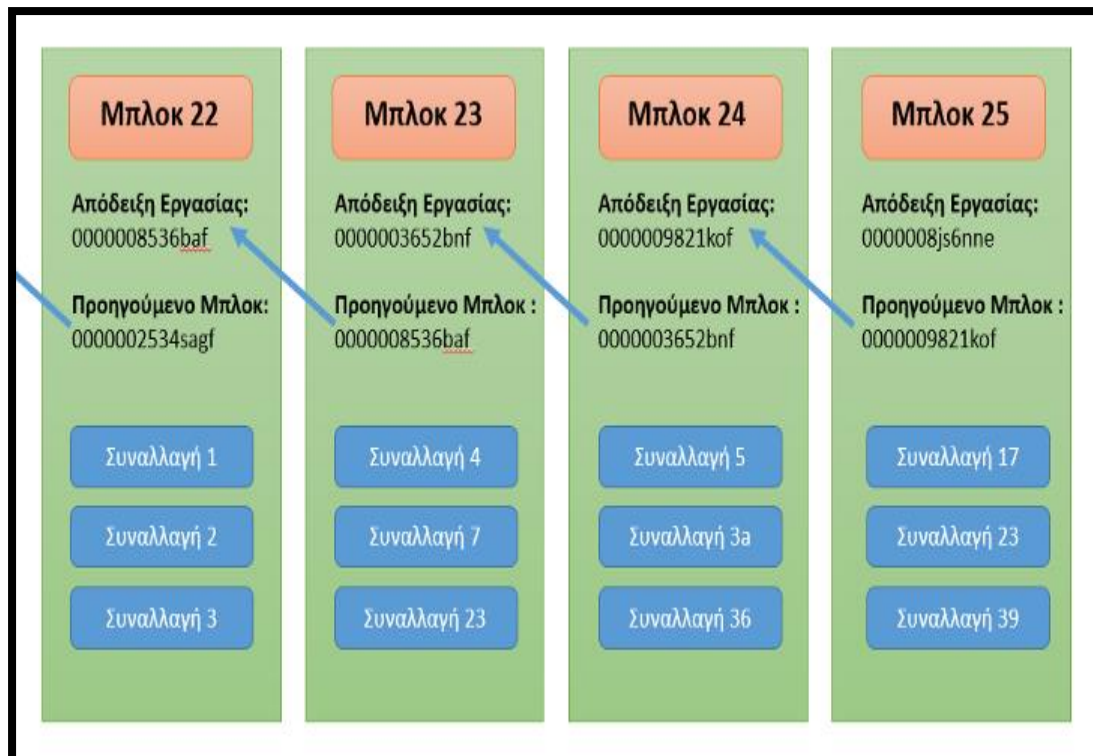 Μπλοκ 22
Απόδειξη Εργασίας:
0000008536baf
Προηγούμενο Μπλοκ:
0000002534sagf
Συναλλαγή 1
Συναλλαγή 2
Συναλλαγή 3
Μπλοκ 23
Απόδειξη Εργασίας:
0000003652bnf
Προηγούμενο Μπλοκ :
0000008536baf
Συναλλαγή 4
Συναλλαγή 7
Συναλλαγή 23
Μπλοκ 24
Απόδειξη Εργασίας:
0000009821kof
Προηγούμενο Μπλοκ :
0000003652bnf
Συναλλαγή 5
Συναλλαγή 3a
Συναλλαγή 36
Μπλοκ 25
Απόδειξη Εργασίας:
0000008js6nne
Προηγούμενο Μπλοκ :
0000009821kof
Συναλλαγή 17
Συναλλαγή 23
Συναλλαγή 39